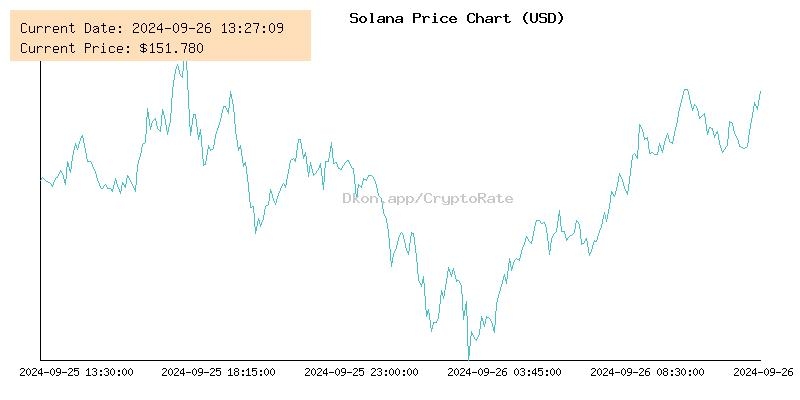 Solana Price Chart (USD)
Current Date: 2024-09-26 13:27:09
Current Price: $151.780
Dkon.app/CryptoRate
2024-09-25 13:30:00
2024-09-25 18:15:00
2024-09-25 23:00:00
2024-09-26 03:45:00
2024-09-26 08:30:00
2024-09-26